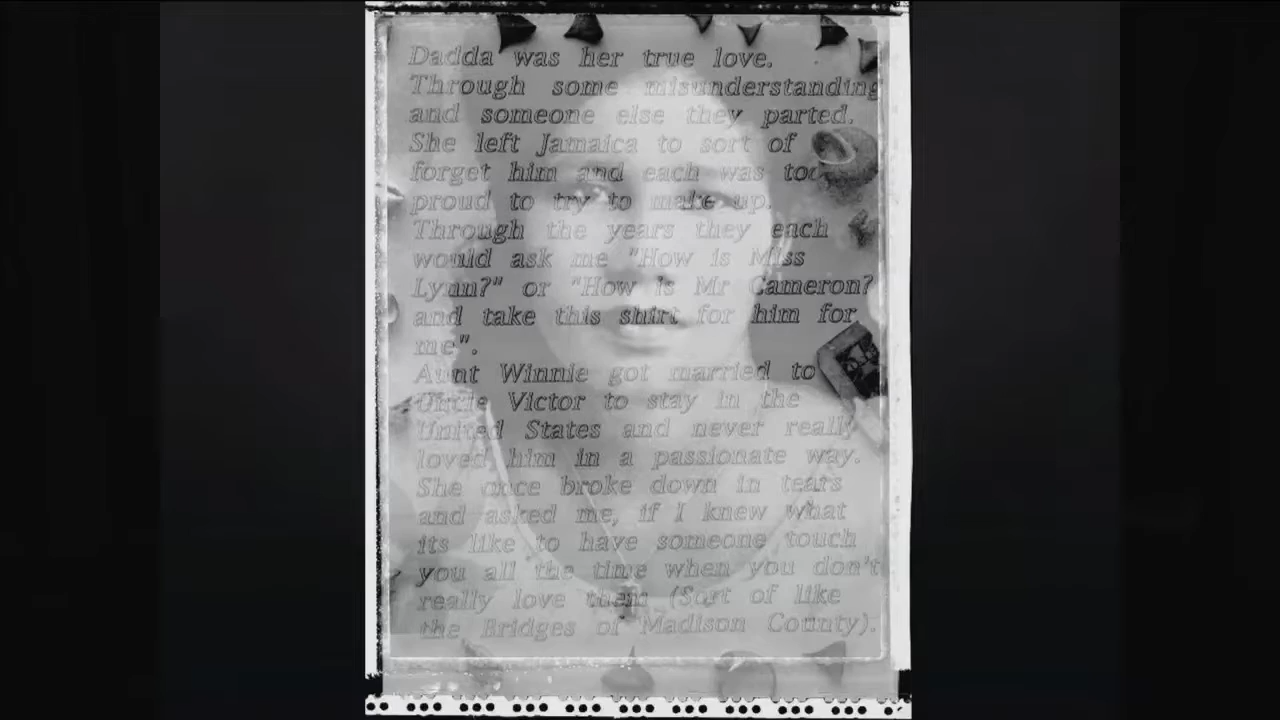 Dadda was her true love.
Through some misunderstanding
and someone else they parted.
She left Jamaica to sort of
forget him and each was too
proud to try to make up.
Through the years they each
would ask me "How is Miss
Lynn?" or "How is Mr Cameron?
and take this shirt for him for
me".
Aunt Winnie got married to
Uncle Victor to stay in the
United States and never really
loved him in a passionate way.
She once broke down in tears
and asked me, if I knew what
its like to have someone touch
you all the time when you don't
really love them (Sort of like
the Bridges of Madison County).